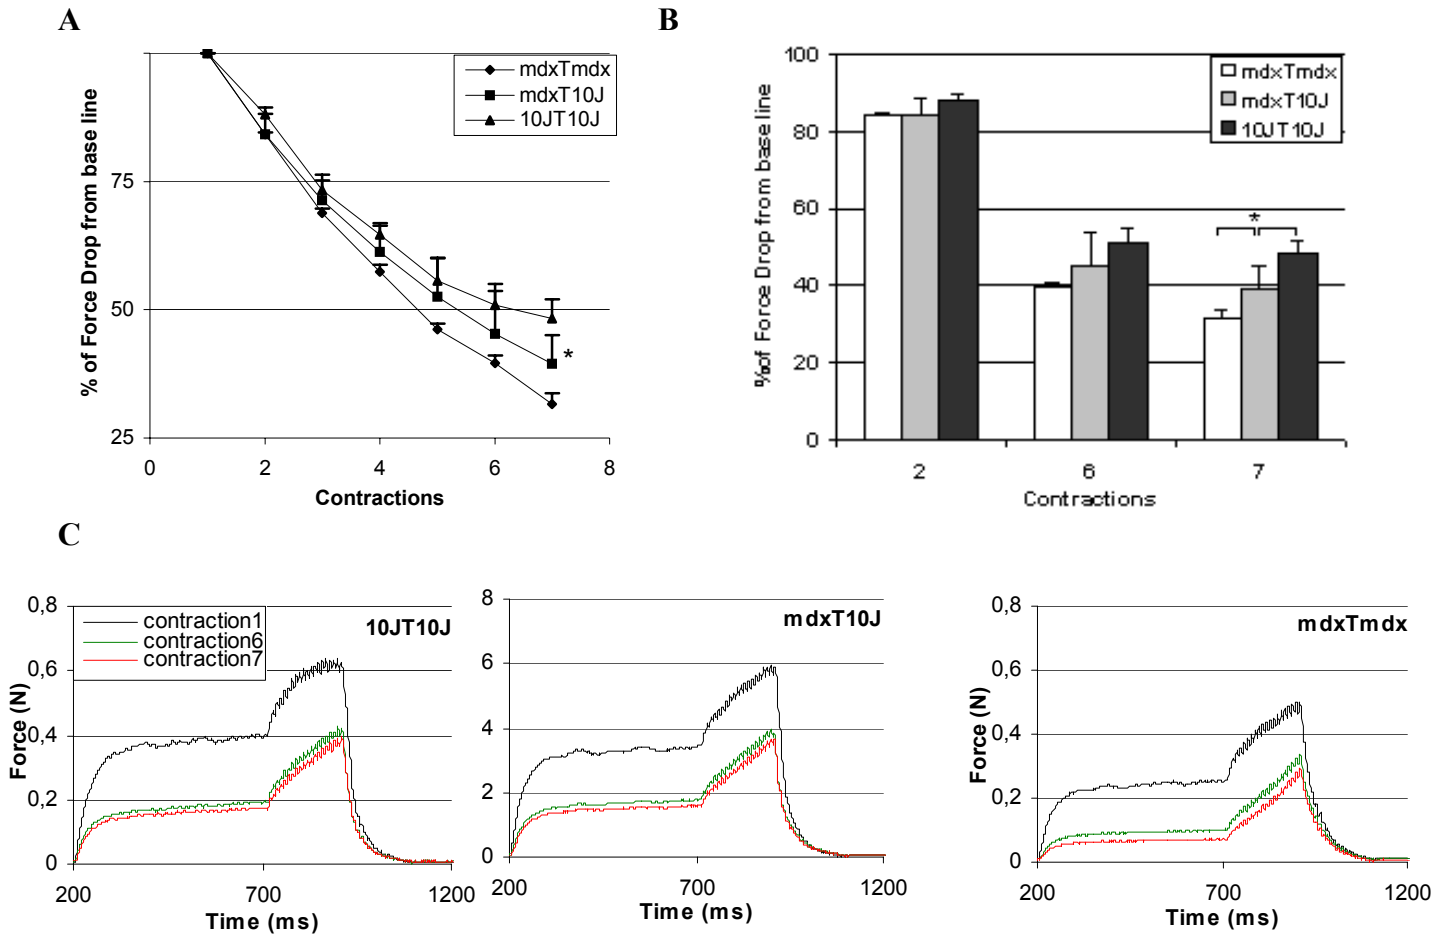 A
% of Force Drop from base line
75
50
25
0
2
4
6
8
Contractions
mdxTmdx
mdxT10J
10JT10J
*
B
%of Force Drop from base line
100
80
60
40
20
0
2
6
7
Contractions
mdxTmdx
mdxT10J
10JT10J
*
C
Force (N)
0,8
0,6
0,4
0,2
0
200
700
1200
Time (ms)
contraction1
contraction6
contraction7
10JT10J
8
6
4
2
0
200
700
1200
Time (ms)
mdxT10J
Force (N)
0,8
0,6
0,4
0,2
0
200
700
1200
Time (ms)
mdxTmdx